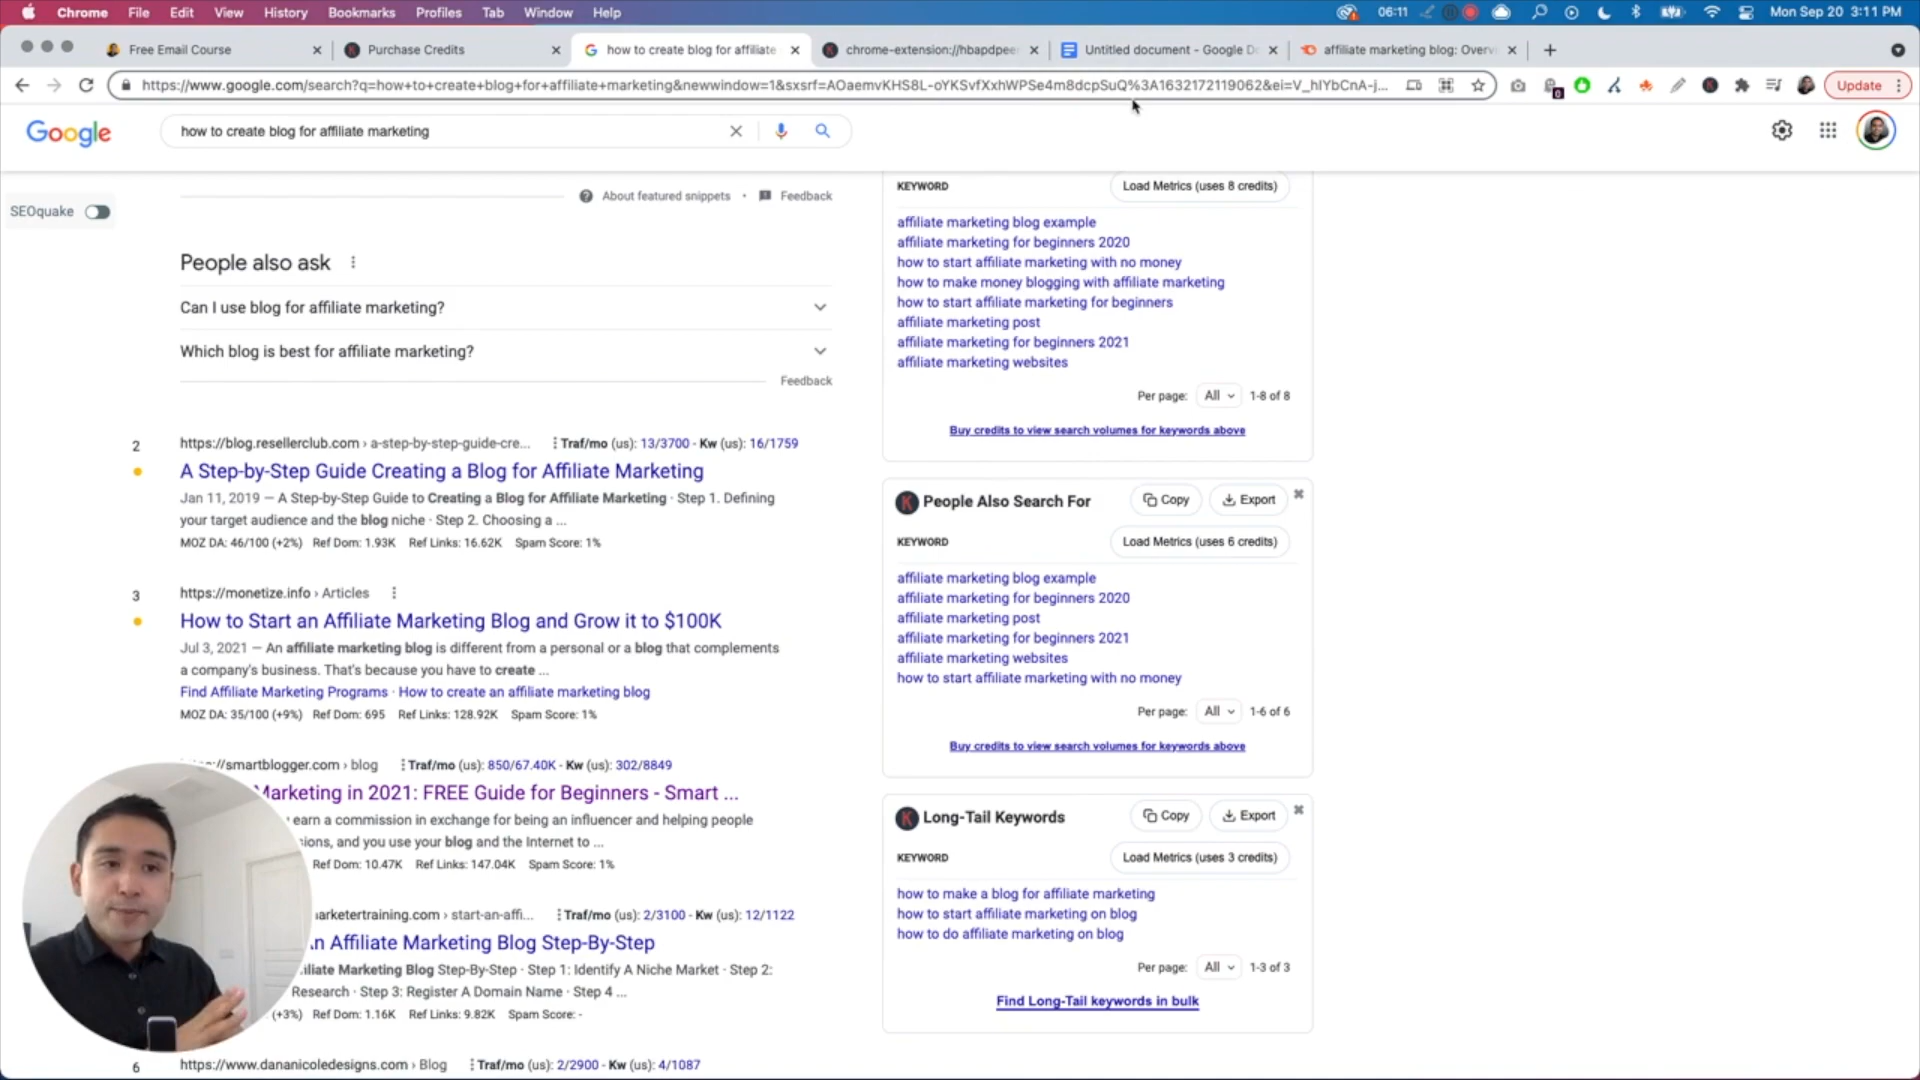 Chrome File Edit View History Bookmarks Profiles Tab Window Help 06:11 Mon Sep 20 3:11 PM
Free Email Course Purchase Credits how to create blog for affiliate chrome-extension://hbapdpee Untitled document - Google D affiliate marketing blog: Overv
https://www.google.com/search?q=how+to+create+blog+for+affiliate+marketing&newwindow=1&sxsrf=AOaemvKHS8L-oYKSvfXxhWPSe4m8dcpSuQ%3A1632172119062&ei=V_hIYbCnA-j... 0 Update
Google how to create blog for affiliate marketing
SEOquake
About featured snippets • Feedback
People also ask
Can I use blog for affiliate marketing?
Which blog is best for affiliate marketing?
Feedback
2 https://blog.resellerclub.com › a-step-by-step-guide-cre... Traf/mo (us): 13/3700 - Kw (us): 16/1759
A Step-by-Step Guide Creating a Blog for Affiliate Marketing
Jan 11, 2019 — A Step-by-Step Guide to Creating a Blog for Affiliate Marketing · Step 1. Defining
your target audience and the blog niche · Step 2. Choosing a ...
MOZ DA: 46/100 (+2%) Ref Dom: 1.93K Ref Links: 16.62K Spam Score: 1%
3 https://monetize.info › Articles
How to Start an Affiliate Marketing Blog and Grow it to $100K
Jul 3, 2021 — An affiliate marketing blog is different from a personal or a blog that complements
a company's business. That's because you have to create ...
Find Affiliate Marketing Programs · How to create an affiliate marketing blog
MOZ DA: 35/100 (+9%) Ref Dom: 695 Ref Links: 128.92K Spam Score: 1%
://smartblogger.com › blog Traf/mo (us): 850/67.40K - Kw (us): 302/8849
Marketing in 2021: FREE Guide for Beginners - Smart ...
earn a commission in exchange for being an influencer and helping people
sions, and you use your blog and the Internet to ...
Ref Dom: 10.47K Ref Links: 147.04K Spam Score: 1%
arketertraining.com › start-an-affi... Traf/mo (us): 2/3100 - Kw (us): 12/1122
n Affiliate Marketing Blog Step-By-Step
iliate Marketing Blog Step-By-Step · Step 1: Identify A Niche Market · Step 2:
Research · Step 3: Register A Domain Name · Step 4 ...
(+3%) Ref Dom: 1.16K Ref Links: 9.82K Spam Score: -
6 https://www.dananicoledesigns.com › Blog Traf/mo (us): 2/2900 - Kw (us): 4/1087
KEYWORD Load Metrics (uses 8 credits)
affiliate marketing blog example
affiliate marketing for beginners 2020
how to start affiliate marketing with no money
how to make money blogging with affiliate marketing
how to start affiliate marketing for beginners
affiliate marketing post
affiliate marketing for beginners 2021
affiliate marketing websites
Per page: All 1-8 of 8
Buy credits to view search volumes for keywords above
K People Also Search For Copy Export
KEYWORD Load Metrics (uses 6 credits)
affiliate marketing blog example
affiliate marketing for beginners 2020
affiliate marketing post
affiliate marketing for beginners 2021
affiliate marketing websites
how to start affiliate marketing with no money
Per page: All 1-6 of 6
Buy credits to view search volumes for keywords above
K Long-Tail Keywords Copy Export
KEYWORD Load Metrics (uses 3 credits)
how to make a blog for affiliate marketing
how to start affiliate marketing on blog
how to do affiliate marketing on blog
Per page: All 1-3 of 3
Find Long-Tail keywords in bulk